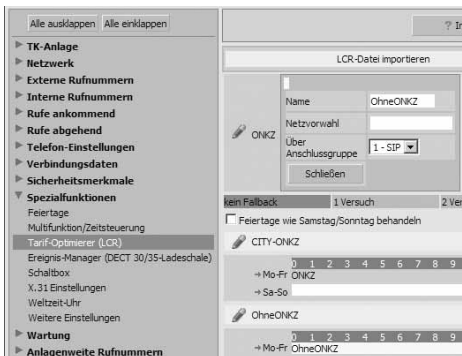 Alle ausklappen Alle einklappen
TK-Anlage
Netzwerk
Externe Rufnummern
Interne Rufnummern
Rufe ankommend
Rufe abgehend
Telefon-Einstellungen
Verbindungsdaten
Sicherheitsmerkmale
Spezialfunktionen
Feiertage
Multifunktion/Zeitsteuerung
Tarif-Optimierer (LCR)
Ereignis-Manager (DECT 30/35-Ladeschale)
Schaltbox
X.31 Einstellungen
Weltzeit-Uhr
Weitere Einstellungen
Wartung
Anlagenweite Rufnummern
? In
LCR-Datei importieren
ONKZ
Name OhneONKZ
Netzvorwahl
Über Anschlussgruppe 1 - SIP
Schließen
kein Fallback 1 Versuch 2 Ver
Feiertage wie Samstag/Sonntag behandeln
CITY-ONKZ
0 1 2 3 4 5 6 7 8 9
Mo-Fr ONKZ
Sa-So
OhneONKZ
0 1 2 3 4 5 6 7 8 9
Mo-Fr OhneONKZ